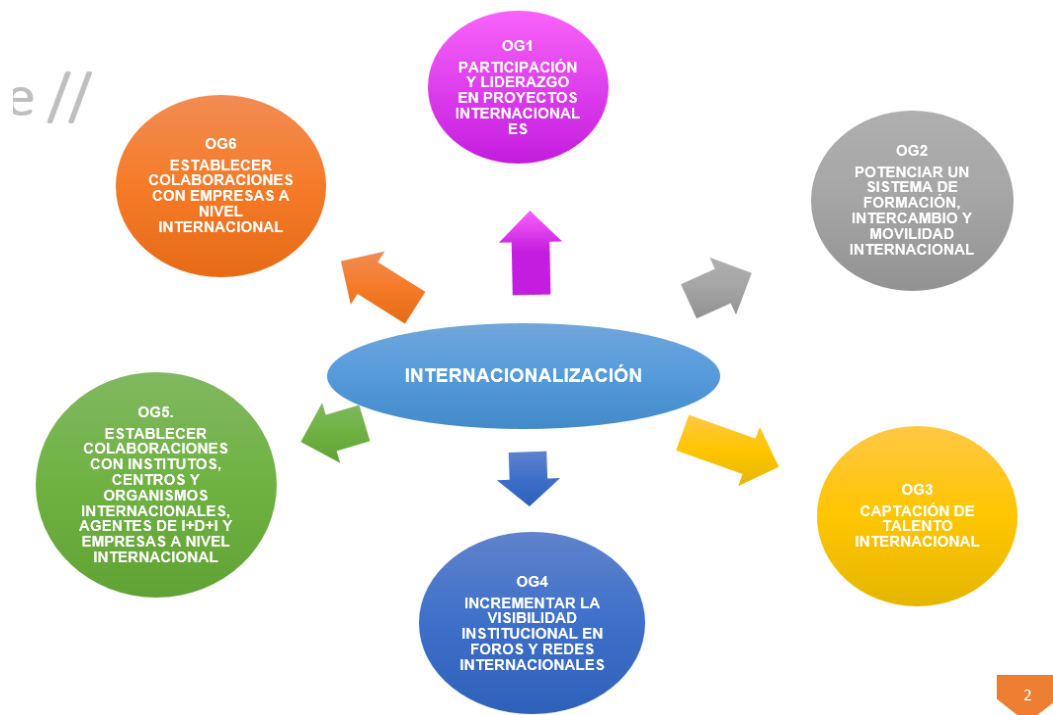 e //
OG1
PARTICIPACIÓN
Y LIDERAZGO
EN PROYECTOS
INTERNACIONAL
ES
OG2
POTENCIAR UN
SISTEMA DE
FORMACIÓN,
INTERCAMBIO Y
MOVILIDAD
INTERNACIONAL
OG3
CAPTACIÓN DE
TALENTO
INTERNACIONAL
OG4
INCREMENTAR LA
VISIBILIDAD
INSTITUCIONAL EN
FOROS Y REDES
INTERNACIONALES
OG5.
ESTABLECER
COLABORACIONES
CON INSTITUTOS,
CENTROS Y
ORGANISMOS
INTERNACIONALES,
AGENTES DE I+D+I Y
EMPRESAS A NIVEL
INTERNACIONAL
OG6
ESTABLECER
COLABORACIONES
CON EMPRESAS A
NIVEL
INTERNACIONAL
INTERNACIONALIZACIÓN
2